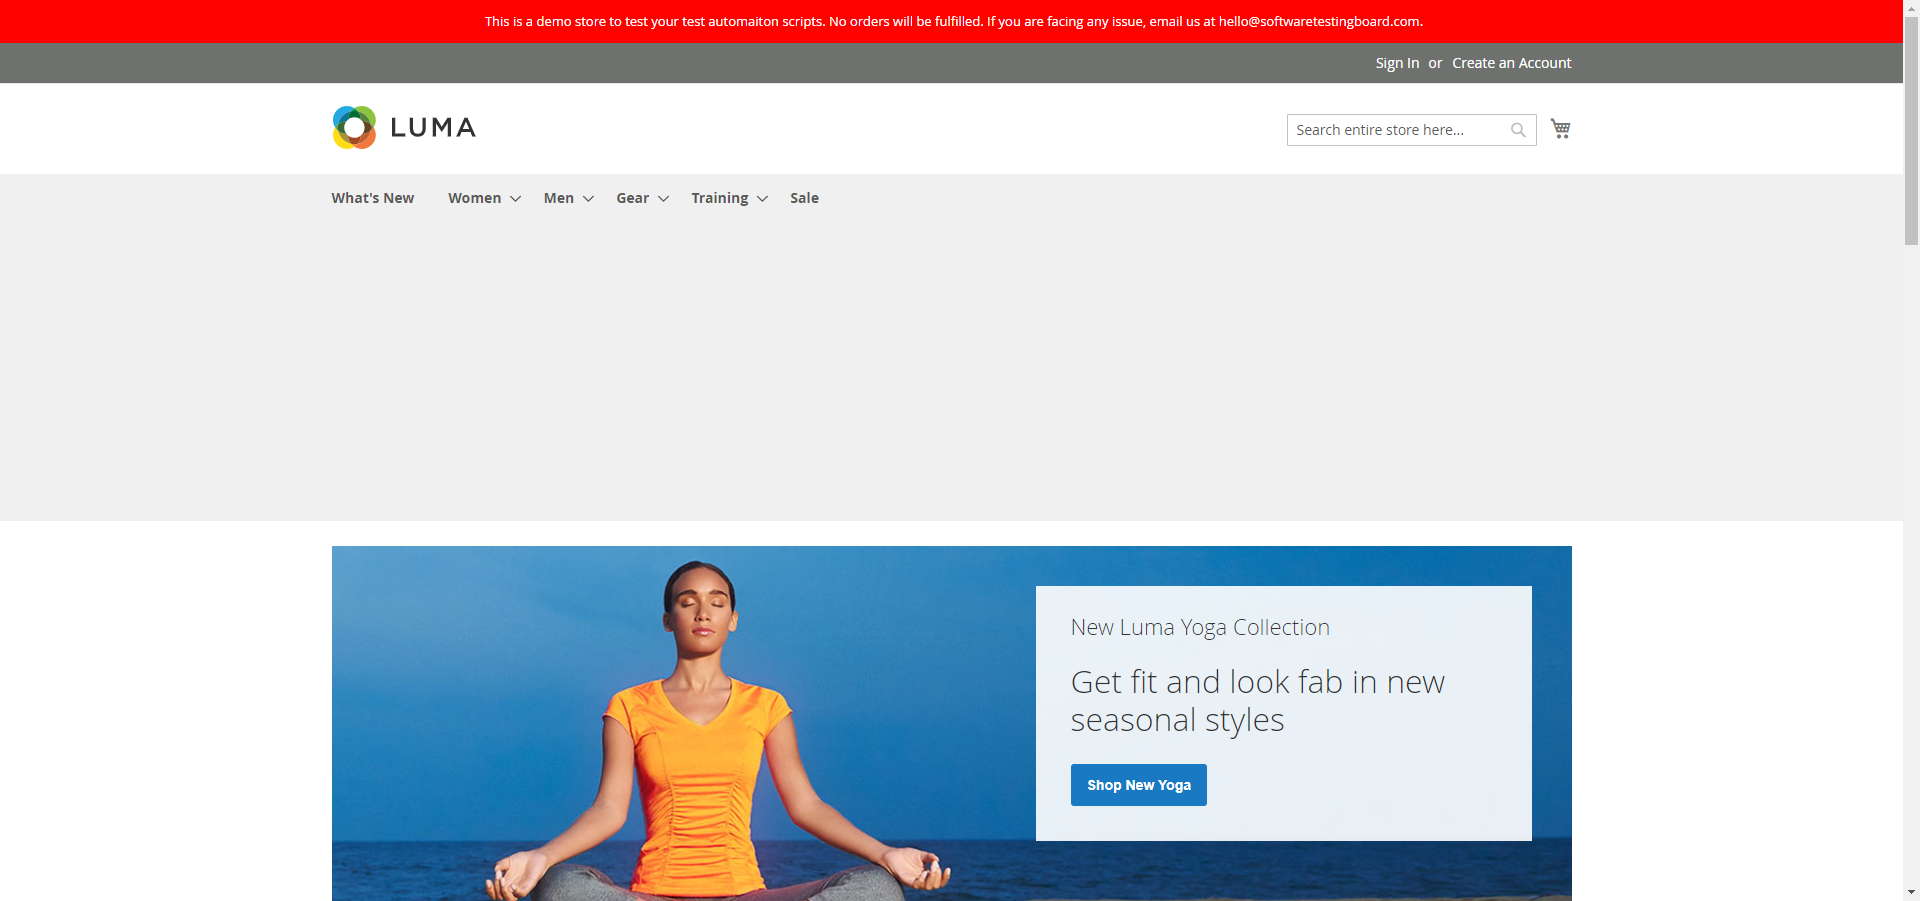 This is a demo store to test your test automaiton scripts. No orders will be fulfilled. If you are facing any issue, email us at hello@softwaretestingboard.com.
Sign In or Create an Account
LUMA
Search entire store here...
What's New Women Men Gear Training Sale
New Luma Yoga Collection
Get fit and look fab in new
seasonal styles
Shop New Yoga